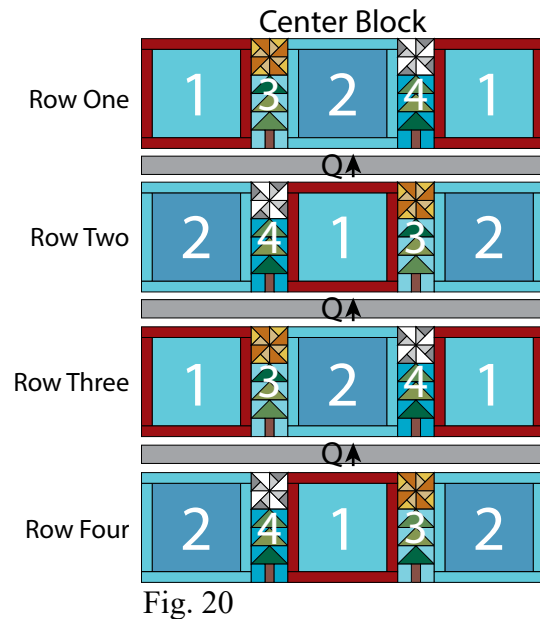 Center Block
Row One 1 3 2 4 1
Q
Row Two 2 4 1 3 2
Q
Row Three 1 3 2 4 1
Q
Row Four 2 4 1 3 2
Fig. 20